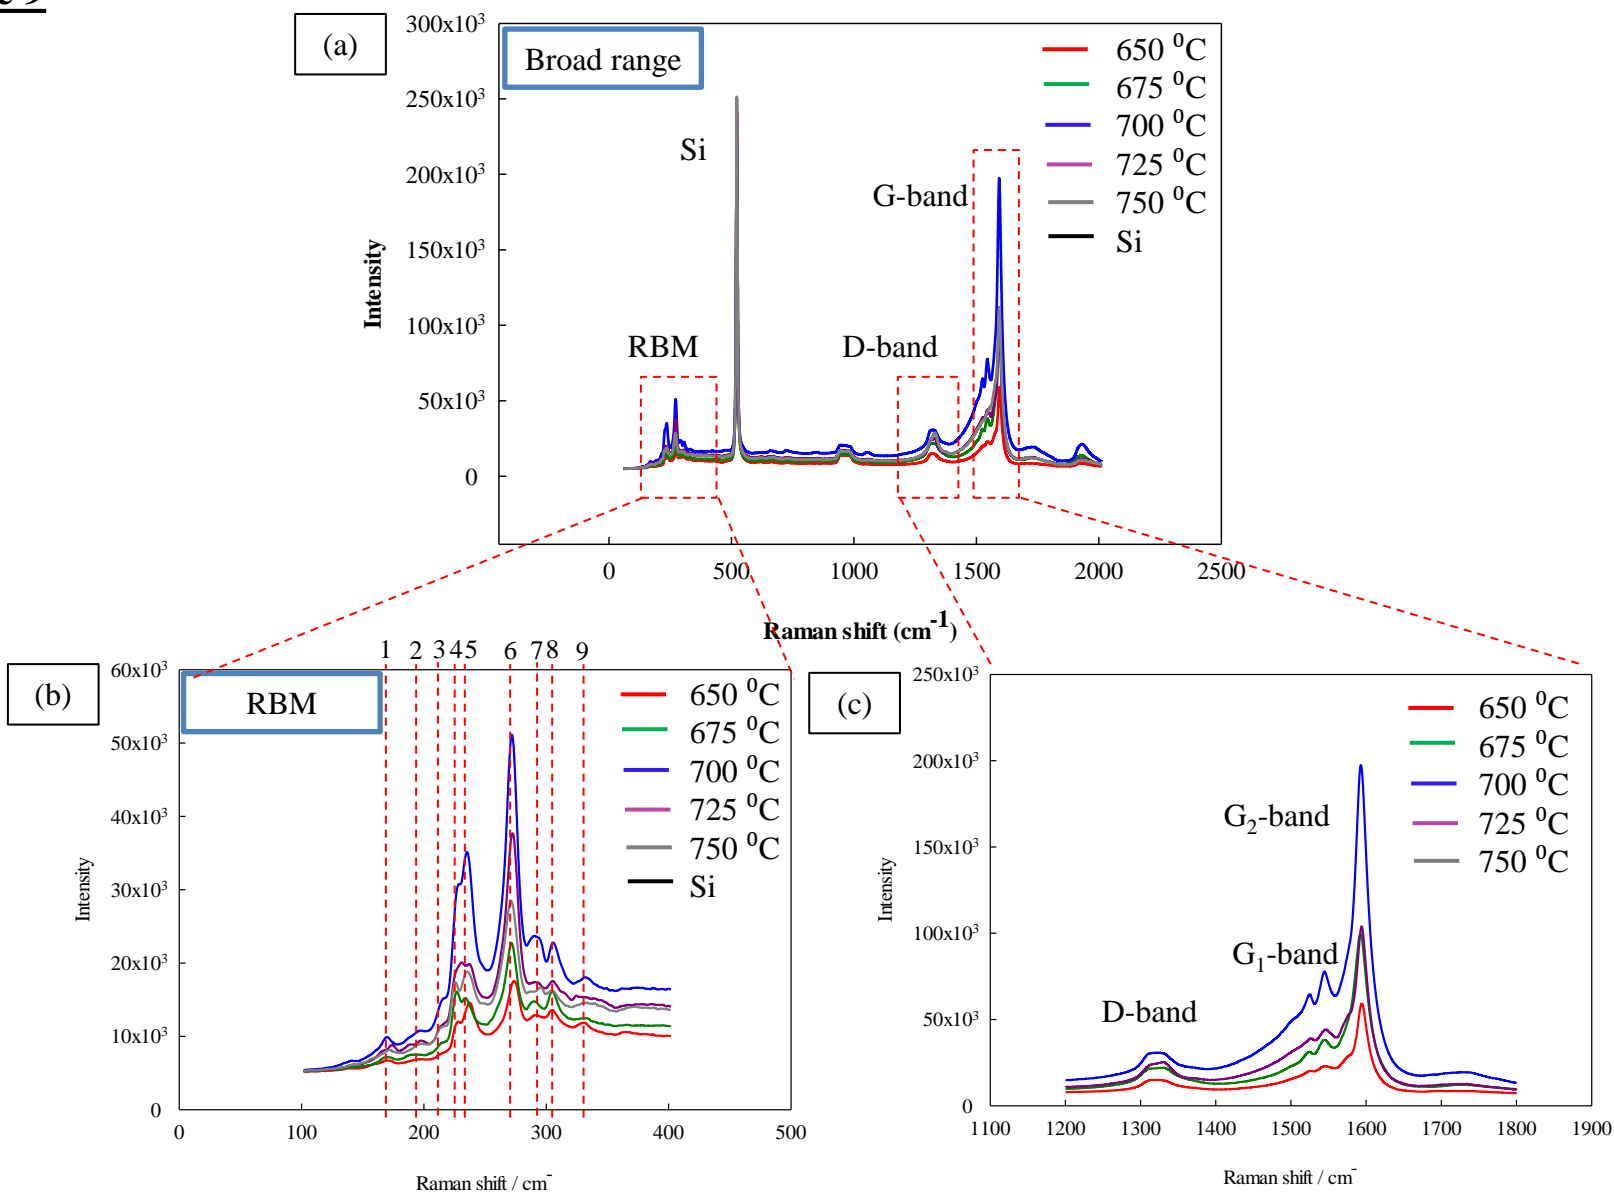 (a)
Broad range
300x10³
250x10³
200x10³
150x10³
100x10³
50x10³
0
Intensity
Si
G-band
RBM
D-band
650 ⁰C
675 ⁰C
700 ⁰C
725 ⁰C
750 ⁰C
Si
0 500 1000 1500 2000 2500
Raman shift (cm⁻¹)
(b)
RBM
1 2 3 4 5 6 7 8 9
60x10³
50x10³
40x10³
30x10³
20x10³
10x10³
0
Intensity
650 ⁰C
675 ⁰C
700 ⁰C
725 ⁰C
750 ⁰C
Si
0 100 200 300 400 500
Raman shift / cm⁻
(c)
250x10³
200x10³
150x10³
100x10³
50x10³
0
Intensity
G₂-band
G₁-band
D-band
650 ⁰C
675 ⁰C
700 ⁰C
725 ⁰C
750 ⁰C
1100 1200 1300 1400 1500 1600 1700 1800 1900
Raman shift / cm⁻